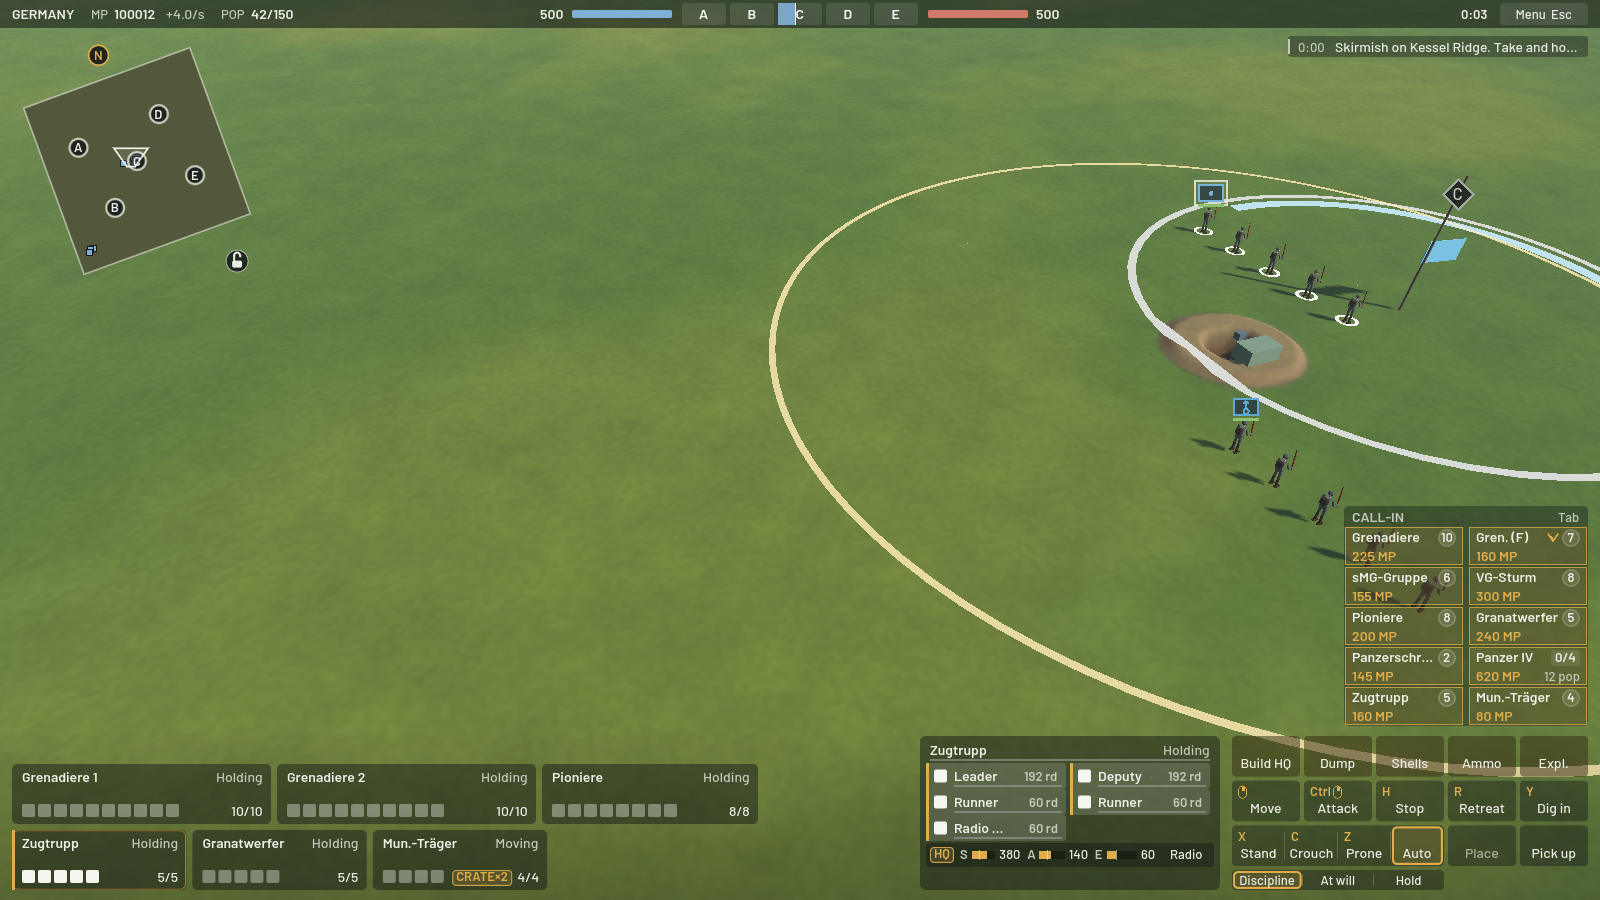 GERMANY MP 100012 +4.0/s POP 42/150
500 A B C D E 500
0:03 Menu Esc
0:00 Skirmish on Kessel Ridge. Take and ho...
N
D
A
C
E
B
C
CALL-IN Tab
Grenadiere 10
225 MP
Gren. (F) 7
160 MP
sMG-Gruppe 6
155 MP
VG-Sturm 8
300 MP
Pioniere 8
200 MP
Granatwerfer 5
240 MP
Panzerschr... 2
145 MP
Panzer IV 0/4
620 MP 12 pop
Zugtrupp 5
160 MP
Mun.-Träger 4
80 MP
Grenadiere 1 Holding
10/10
Grenadiere 2 Holding
10/10
Pioniere Holding
8/8
Zugtrupp Holding
5/5
Granatwerfer Holding
5/5
Mun.-Träger Moving
CRATE×2 4/4
Zugtrupp Holding
Leader 192 rd
Deputy 192 rd
Runner 60 rd
Runner 60 rd
Radio ... 60 rd
HQ S 380 A 140 E 60 Radio
Build HQ Dump Shells Ammo Expl.
Move
Ctrl Attack
H Stop
R Retreat
Y Dig in
X Stand
C Crouch
Z Prone
Auto
Place
Pick up
Discipline At will Hold